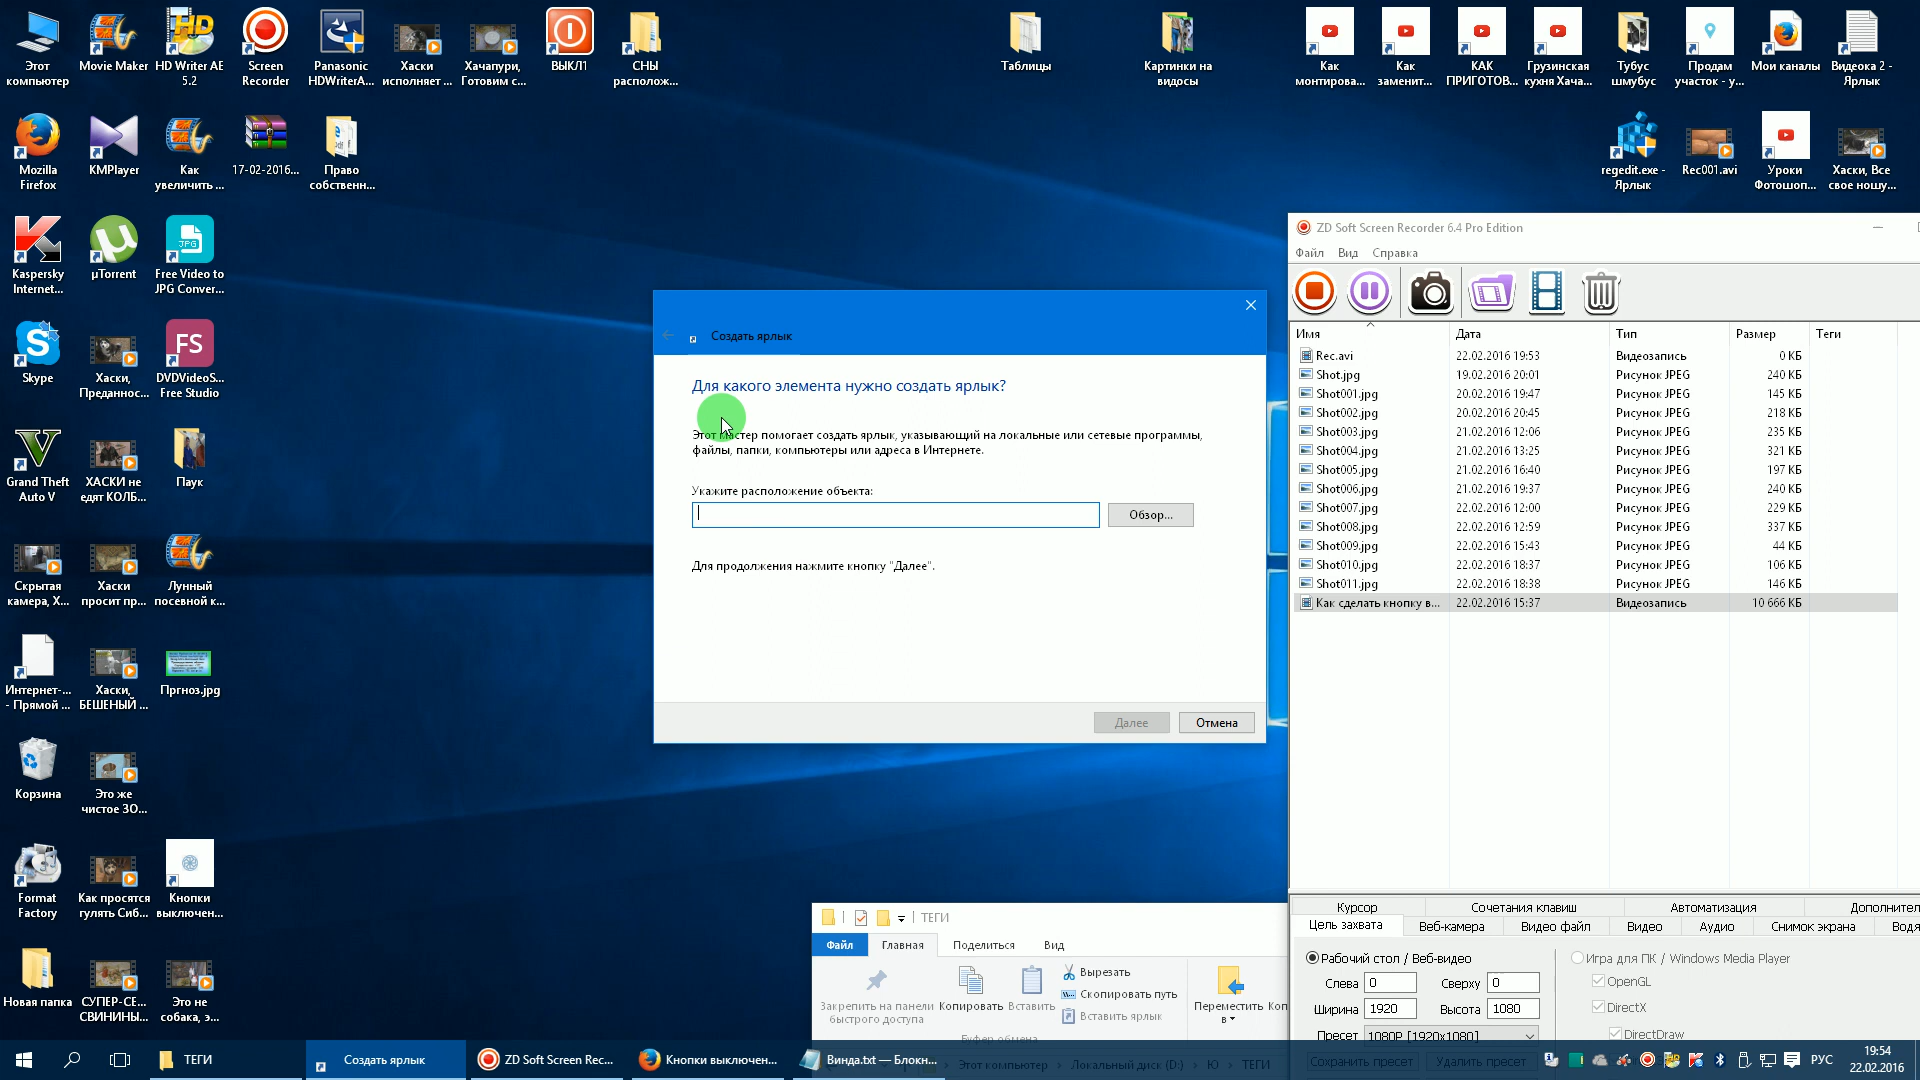 Этот
компьютер
Movie Maker
HD Writer AE
5.2
Screen
Recorder
Panasonic
HDWriterA...
Хаски
исполняет ...
Хачапури,
Готовим с...
ВЫКЛ1
СНЫ
располож...
Таблицы
Картинки на
видосы
Как
монтирова...
Как
заменит...
КАК
ПРИГОТОВ...
Грузинская
кухня Хача...
Тубус
шмубус
Продам
участок - у...
Мои каналы
Видеока 2 -
Ярлык
Mozilla
Firefox
KMPlayer
Как
увеличить ...
17-02-2016...
Право
собственн...
regedit.exe -
Ярлык
Rec001.avi
Уроки
Фотошоп...
Хаски, Все
свое ношу...
Kaspersky
Internet...
µTorrent
JPG
Free Video to
JPG Conver...
Skype
Хаски,
Преданнос...
FS
DVDVideoS...
Free Studio
Grand Theft
Auto V
ХАСКИ не
едят КОЛБ...
Паук
Скрытая
камера, Х...
Хаски
просит пр...
Лунный
посевной к...
Интернет-...
- Прямой ...
Хаски,
БЕШЕНЫЙ ...
Пргноз.jpg
Корзина
Это же
чистое ЗО...
Format
Factory
Как просятся
гулять Сиб...
Кнопки
выключен...
Новая папка
СУПЕР-СЕ...
СВИНИНЫ...
Это не
собака, э...
Создать ярлык
Для какого элемента нужно создать ярлык?
Этот мастер помогает создать ярлык, указывающий на локальные или сетевые программы,
файлы, папки, компьютеры или адреса в Интернете.
Укажите расположение объекта:
Обзор...
Для продолжения нажмите кнопку "Далее".
Далее Отмена
ZD Soft Screen Recorder 6.4 Pro Edition
Файл Вид Справка
Имя Дата Тип Размер Теги
Rec.avi 22.02.2016 19:53 Видеозапись 0 КБ
Shot.jpg 19.02.2016 20:01 Рисунок JPEG 240 КБ
Shot001.jpg 20.02.2016 19:47 Рисунок JPEG 145 КБ
Shot002.jpg 20.02.2016 20:45 Рисунок JPEG 218 КБ
Shot003.jpg 21.02.2016 12:06 Рисунок JPEG 235 КБ
Shot004.jpg 21.02.2016 13:25 Рисунок JPEG 321 КБ
Shot005.jpg 21.02.2016 16:40 Рисунок JPEG 197 КБ
Shot006.jpg 21.02.2016 19:37 Рисунок JPEG 240 КБ
Shot007.jpg 22.02.2016 12:00 Рисунок JPEG 229 КБ
Shot008.jpg 22.02.2016 12:59 Рисунок JPEG 337 КБ
Shot009.jpg 22.02.2016 15:43 Рисунок JPEG 44 КБ
Shot010.jpg 22.02.2016 18:37 Рисунок JPEG 106 КБ
Shot011.jpg 22.02.2016 18:38 Рисунок JPEG 146 КБ
Как сделать кнопку в... 22.02.2016 15:37 Видеозапись 10 666 КБ
Курсор Сочетания клавиш Автоматизация Дополнител
Цель захвата Веб-камера Видео файл Видео Аудио Снимок экрана Водя
Рабочий стол / Веб-видео
Слева 0 Сверху 0
Ширина 1920 Высота 1080
Пресет 1080P [1920x1080]
Сохранить пресет Удалить пресет
Игра для ПК / Windows Media Player
OpenGL
DirectX
DirectDraw
ТЕГИ
Файл Главная Поделиться Вид
Закрепить на панели
быстрого доступа
Копировать
Вставить
Вырезать
Скопировать путь
Вставить ярлык
Переместить
в
Коп
Буфер обмена
Этот компьютер Локальный диск (D:) Ю ТЕГИ
ТЕГИ
Создать ярлык
ZD Soft Screen Rec...
Кнопки выключен...
Винда.txt — Блокн...
РУС
19:54
22.02.2016